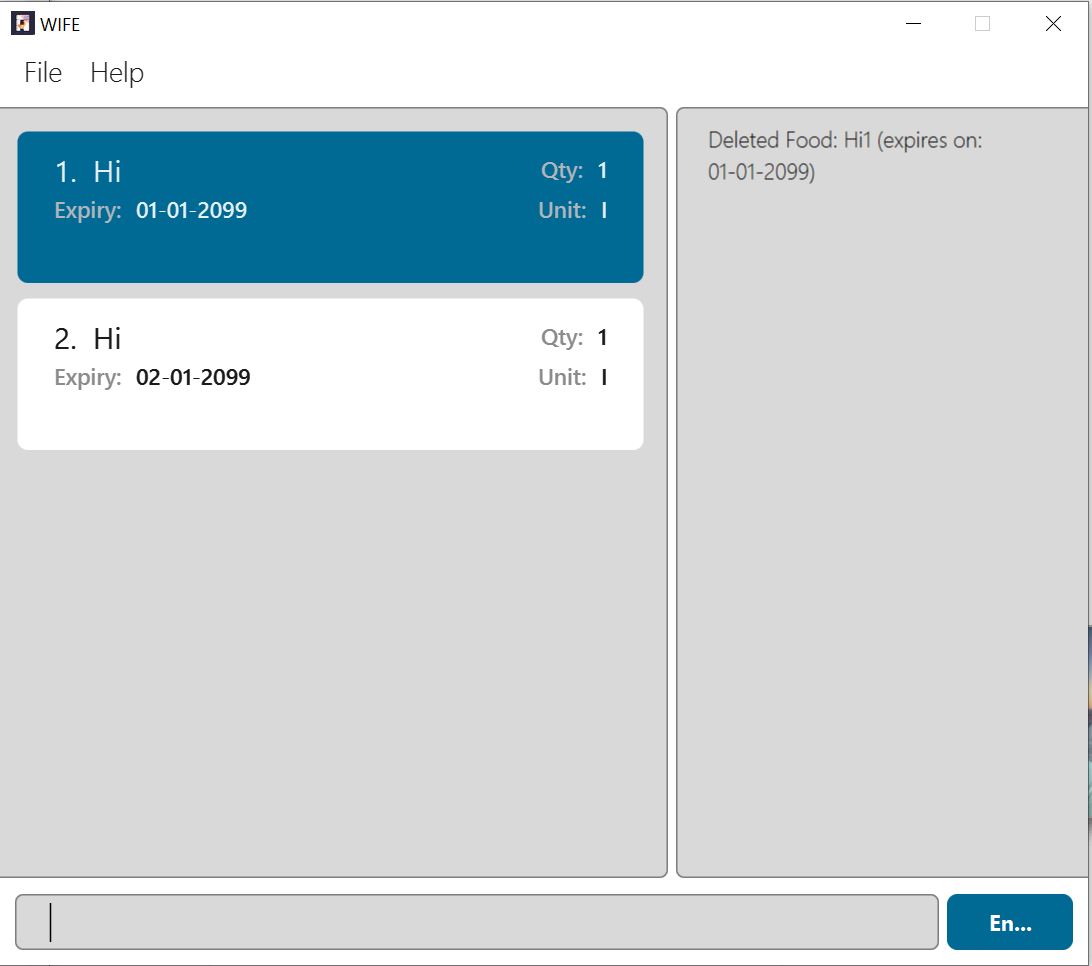 WIFE
File Help
1. Hi Qty: 1
Expiry: 01-01-2099 Unit: l
2. Hi Qty: 1
Expiry: 02-01-2099 Unit: l
Deleted Food: Hi1 (expires on:
01-01-2099)
En...